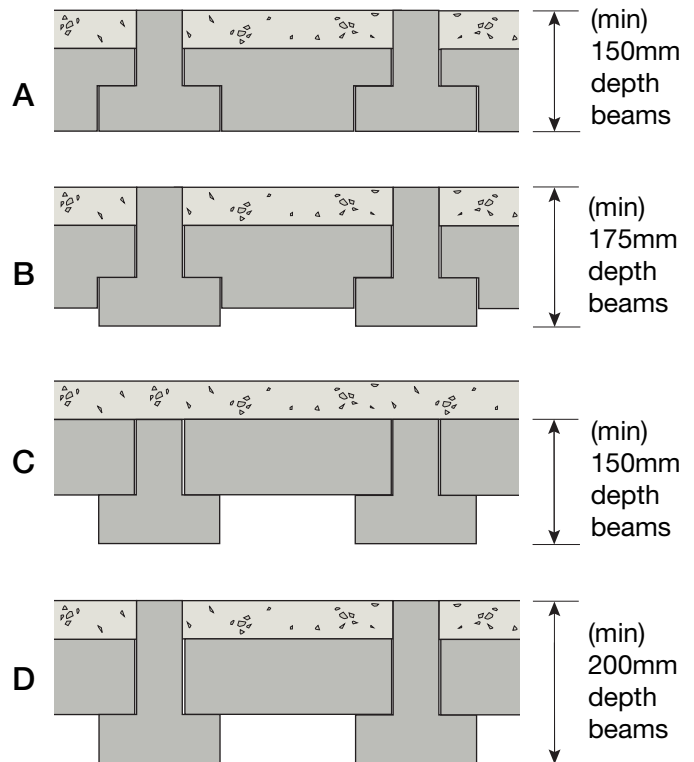 A
(min)
150mm
depth
beams
B
(min)
175mm
depth
beams
C
(min)
150mm
depth
beams
D
(min)
200mm
depth
beams